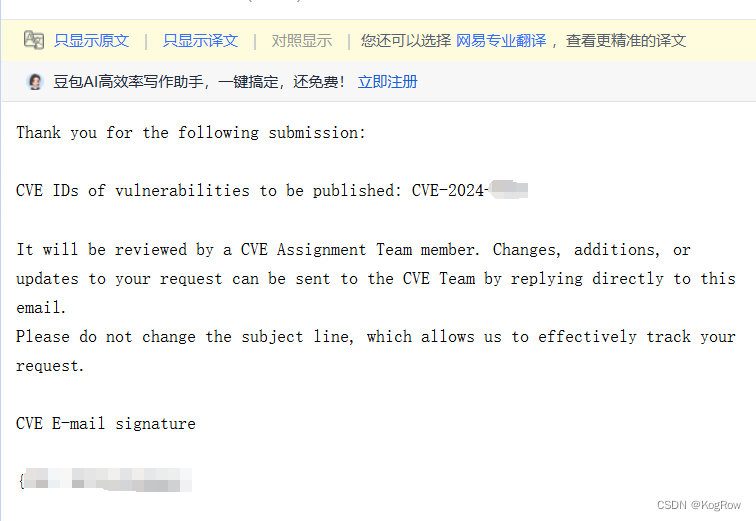 只显示原文 | 只显示译文 | 对照显示 | 您还可以选择 网易专业翻译 ，查看更精准的译文
豆包AI高效率写作助手，一键搞定，还免费！ 立即注册
Thank you for the following submission:
CVE IDs of vulnerabilities to be published: CVE-2024-
It will be reviewed by a CVE Assignment Team member. Changes, additions, or
updates to your request can be sent to the CVE Team by replying directly to this
email.
Please do not change the subject line, which allows us to effectively track your
request.
CVE E-mail signature
{
CSDN @KogRow